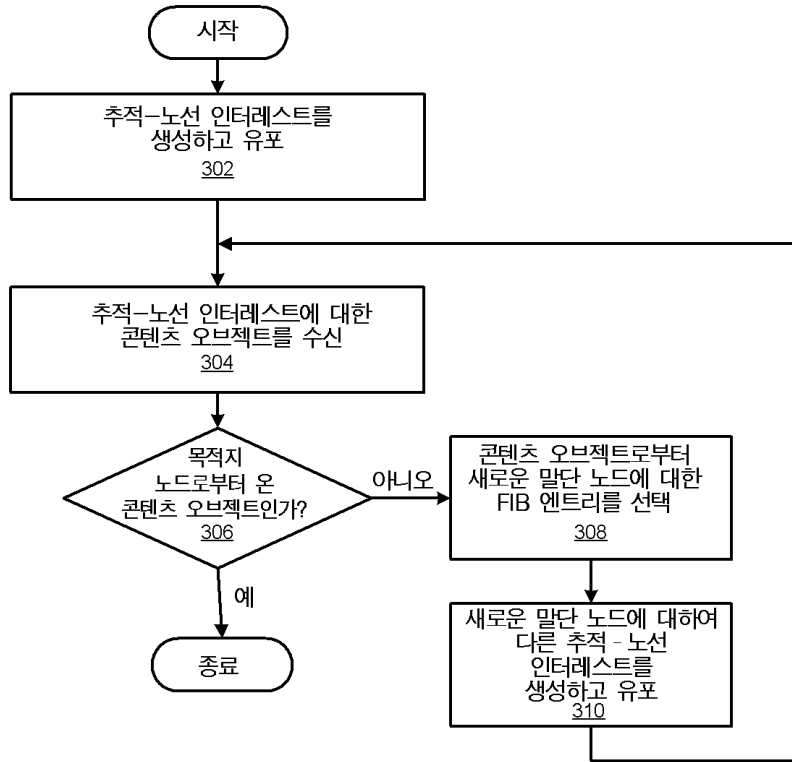 시작
추적-노선 인터레스트를
생성하고 유포
302
추적-노선 인터레스트에 대한
콘텐츠 오브젝트를 수신
304
목적지
노드로부터 온
콘텐츠 오브젝트인가?
306
아니오
콘텐츠 오브젝트로부터
새로운 말단 노드에 대한
FIB 엔트리를 선택
308
예
새로운 말단 노드에 대하여
다른 추적-노선
인터레스트를
생성하고 유포
310
종료